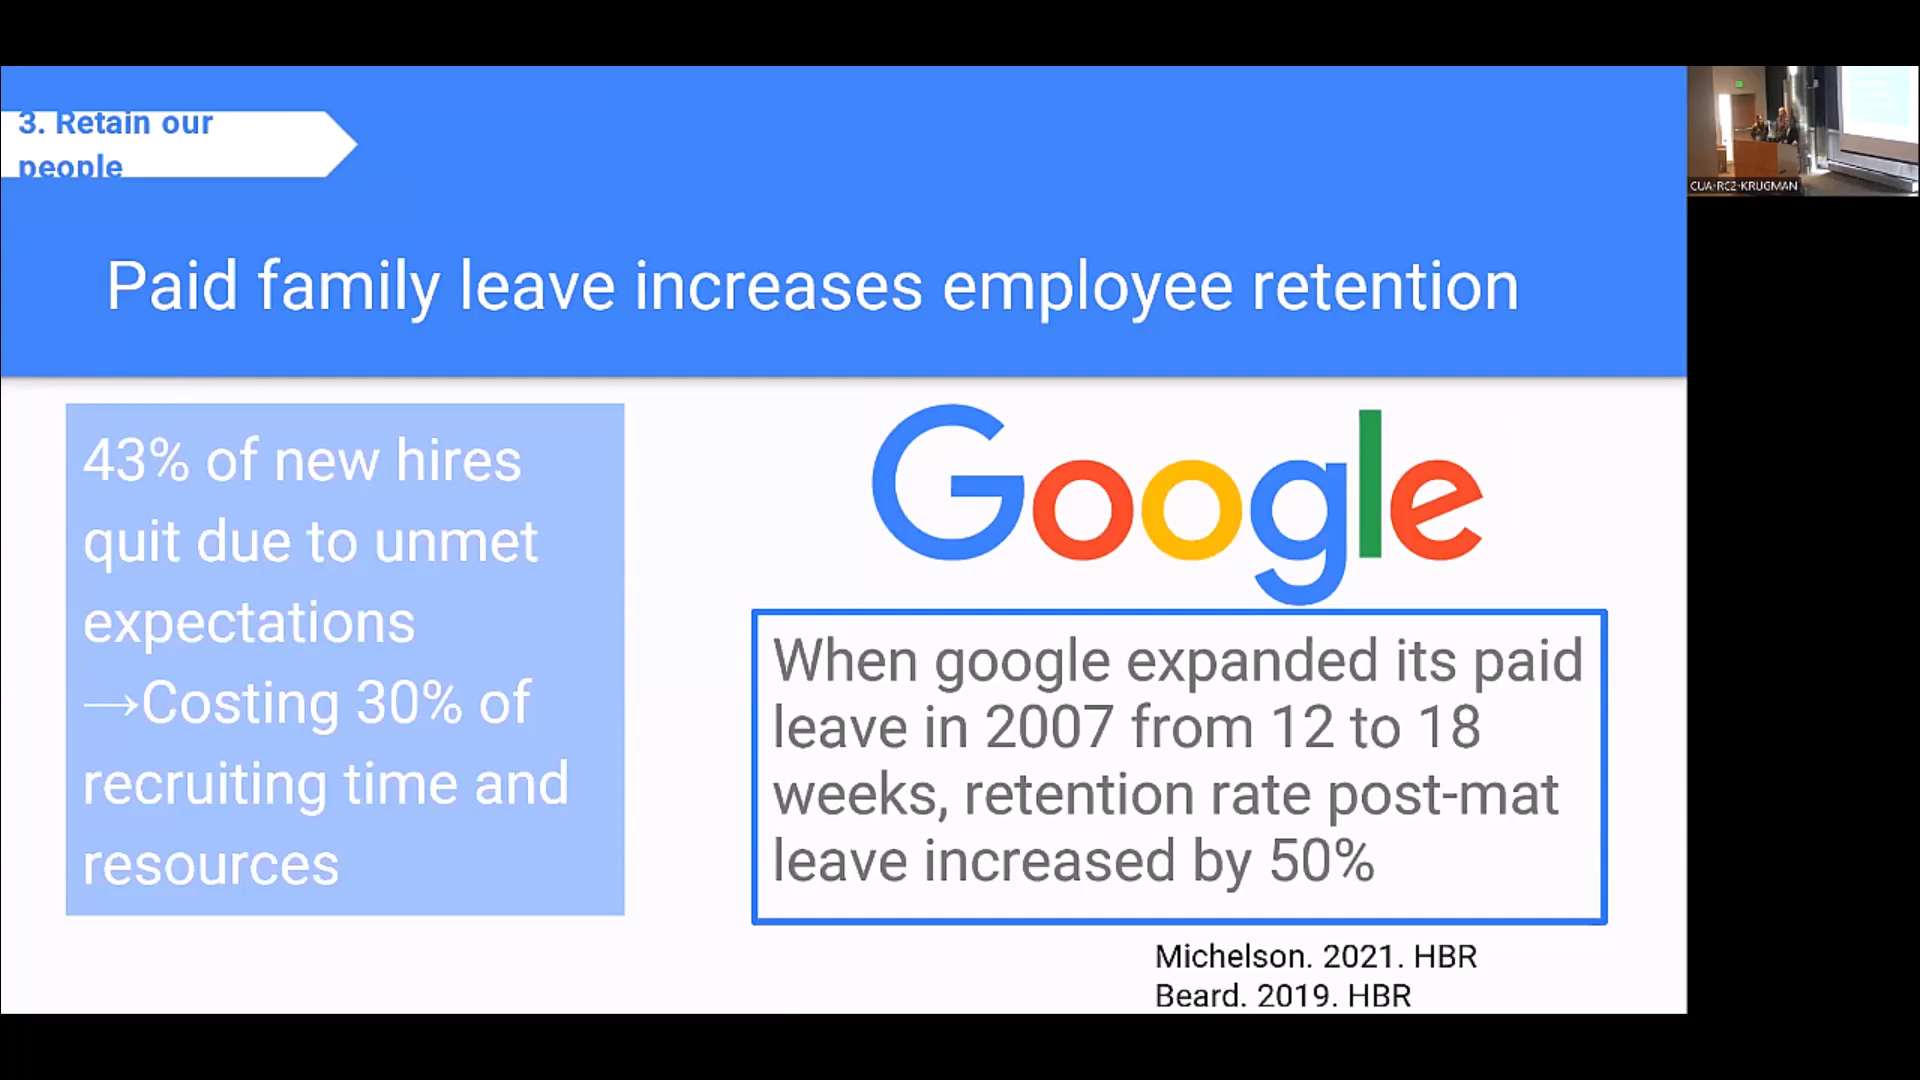 3. Retain our
people
Paid family leave increases employee retention
43% of new hires
quit due to unmet
expectations
→Costing 30% of
recruiting time and
resources
Google
When google expanded its paid
leave in 2007 from 12 to 18
weeks, retention rate post-mat
leave increased by 50%
Michelson. 2021. HBR
Beard. 2019. HBR
CUA-RC2-KRUGMAN